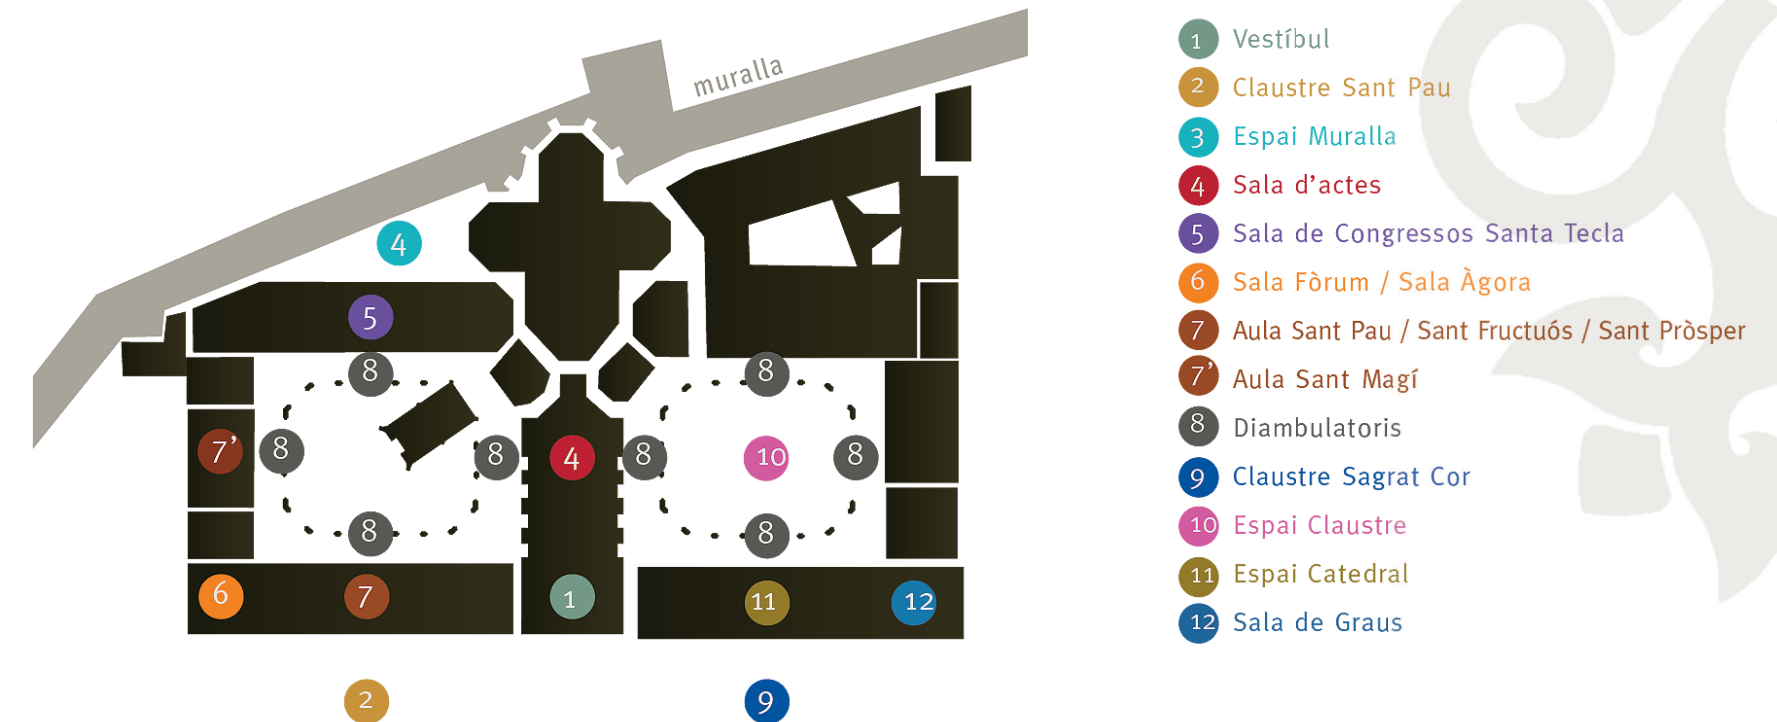 muralla
4
5
8
8
7’
8
8
4
8
10
8
8
8
6
7
1
11
12
2
9
1 Vestíbul
2 Claustre Sant Pau
3 Espai Muralla
4 Sala d’actes
5 Sala de Congressos Santa Tecla
6 Sala Fòrum / Sala Àgora
7 Aula Sant Pau / Sant Fructuós / Sant Pròsper
7’ Aula Sant Magí
8 Diambulatoris
9 Claustre Sagrat Cor
10 Espai Claustre
11 Espai Catedral
12 Sala de Graus